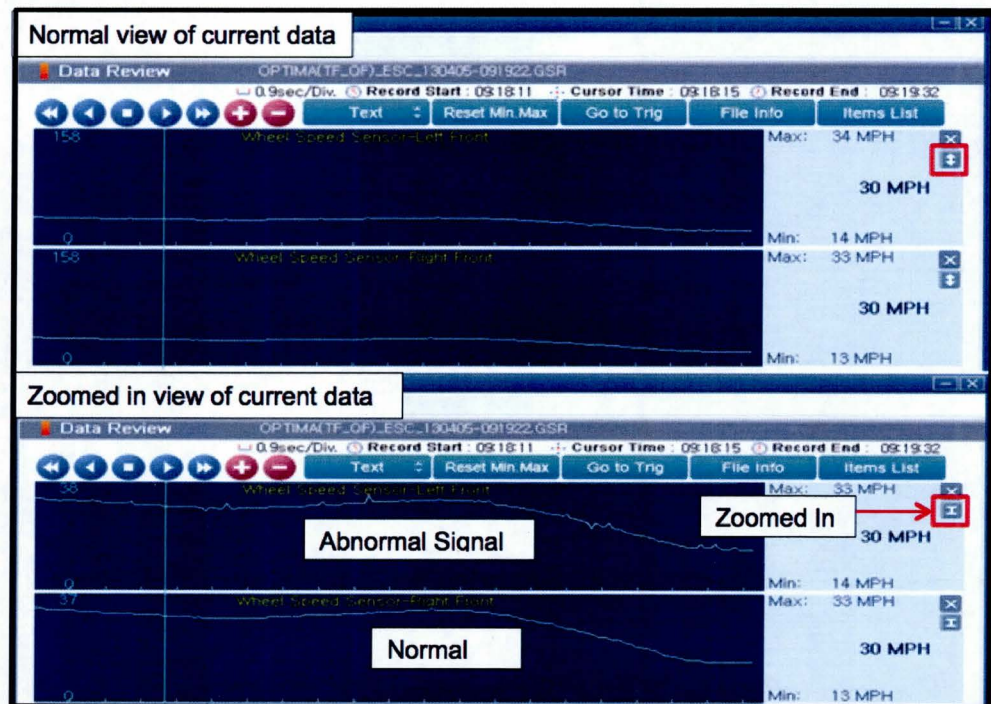 Normal view of current data
Data Review OPTIMA(TF_OF)_ESC_130405-091922.GSR
0.9sec/Div. Record Start : 09:18:11 Cursor Time : 09:18:15 Record End : 09:19:32
Text Reset Min.Max Go to Trig File Info Items List
158 Wheel Speed Sensor-Left Front Max: 34 MPH
30 MPH
0 Min: 14 MPH
158 Wheel Speed Sensor-Right Front Max: 33 MPH
30 MPH
0 Min: 13 MPH
Zoomed in view of current data
Data Review OPTIMA(TF_OF)_ESC_130405-091922.GSR
0.9sec/Div. Record Start : 09:18:11 Cursor Time : 09:18:15 Record End : 09:19:32
Text Reset Min.Max Go to Trig File Info Items List
38 Wheel Speed Sensor-Left Front Max: 33 MPH
Zoomed In
Abnormal Signal
30 MPH
0 Min: 14 MPH
37 Wheel Speed Sensor-Right Front Max: 33 MPH
Normal
30 MPH
0 Min: 13 MPH